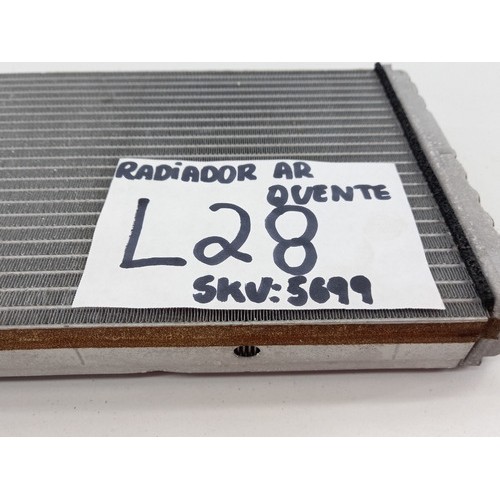 RADiADOR AR
QUENTE
L28
SKU: 5699